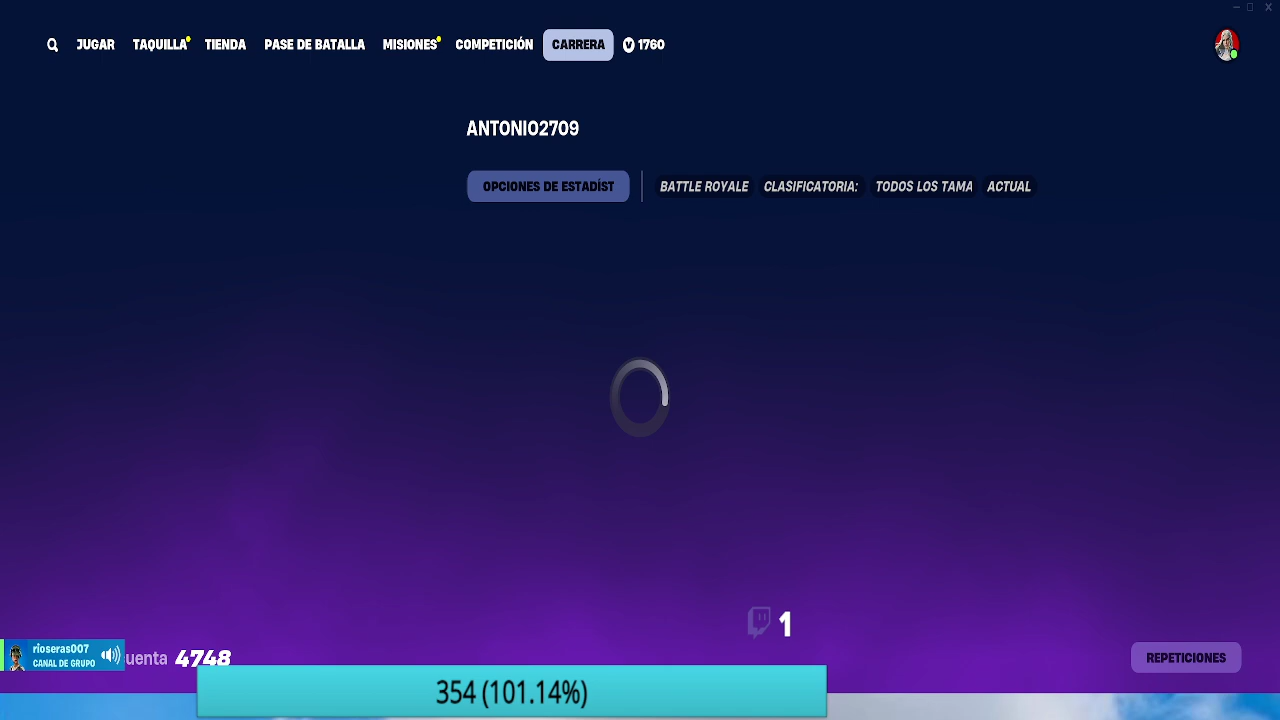 JUGAR TAQUILLA TIENDA PASE DE BATALLA MISIONES COMPETICIÓN CARRERA V 1760
ANTONIO2709
OPCIONES DE ESTADÍST BATTLE ROYALE CLASIFICATORIA: TODOS LOS TAMA ACTUAL
1
rioseras007
CANAL DE GRUPO
uenta 4748
REPETICIONES
354 (101.14%)